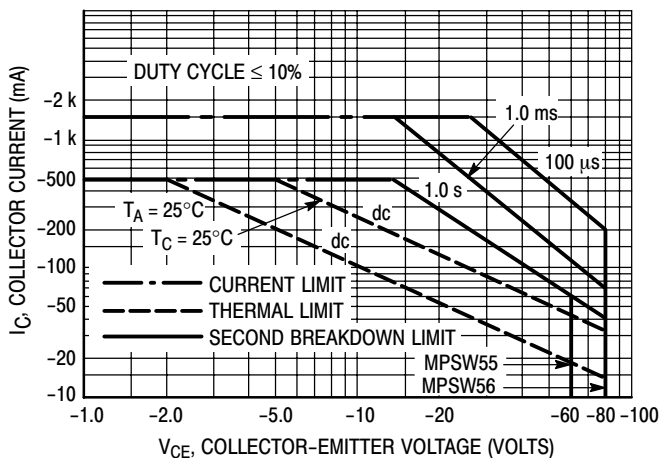 DUTY CYCLE ≤ 10%
I_C, COLLECTOR CURRENT (mA)
-2 k
-1 k
-500
-200
-100
-50
-20
-10
1.0 ms
100 µs
1.0 s
T_A = 25°C
T_C = 25°C
dc
dc
CURRENT LIMIT
THERMAL LIMIT
SECOND BREAKDOWN LIMIT
MPSW55
MPSW56
-1.0 -2.0 -5.0 -10 -20 -60 -80 -100
V_CE, COLLECTOR-EMITTER VOLTAGE (VOLTS)